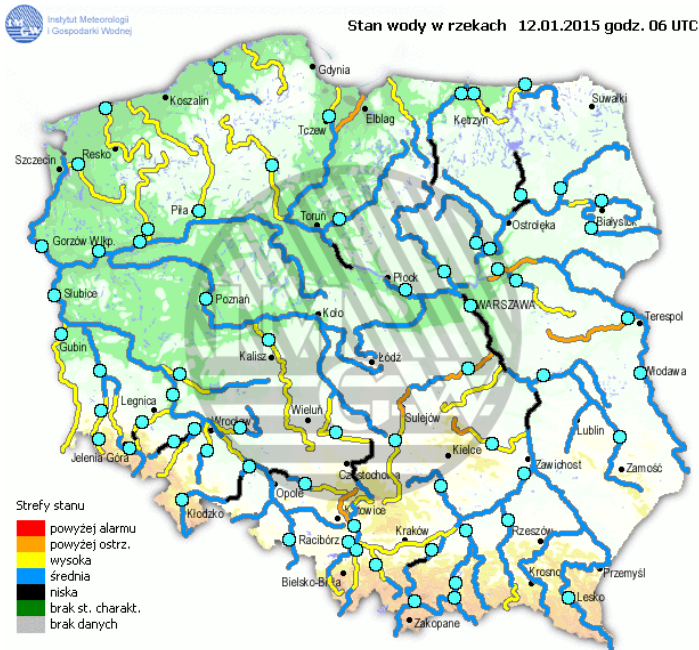 Instytut Meteorologii
i Gospodarki Wodnej
IMGW
Stan wody w rzekach 12.01.2015 godz. 06 UTC
Gdynia
Koszalin
Suwałki
Elbląg
Tczew
Kętrzyn
Resko
Szczecin
Piła
Toruń
Ostrołęka
Białystok
Gorzów Wlkp.
Płock
Słubice
Poznań
WARSZAWA
Koło
Terespol
Gubin
Kalisz
Łódź
Włodawa
Legnica
Wieluń
Sulejów
Wrocław
Lublin
Jelenia Góra
Kielce
Zawichost
Zamość
Częstochowa
Opole
Kłodzko
Katowice
Racibórz
Kraków
Rzeszów
Bielsko-Biała
Krosno
Przemyśl
Lesko
Zakopane
Strefy stanu
powyżej alarmu
powyżej ostrz.
wysoka
średnia
niska
brak st. charakt.
brak danych